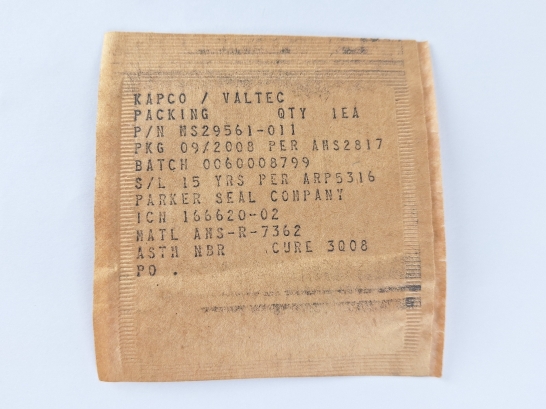 KAPCO / VALTEC
PACKING QTY 1EA
P/N MS29561-011
PKG 09/2008 PER AMS2817
BATCH 0060008799
S/L 15 YRS PER ARP5316
PARKER SEAL COMPANY
ICN 166620-02
MATL AMS-R-7362
ASTM NBR CURE 3Q08
PO .